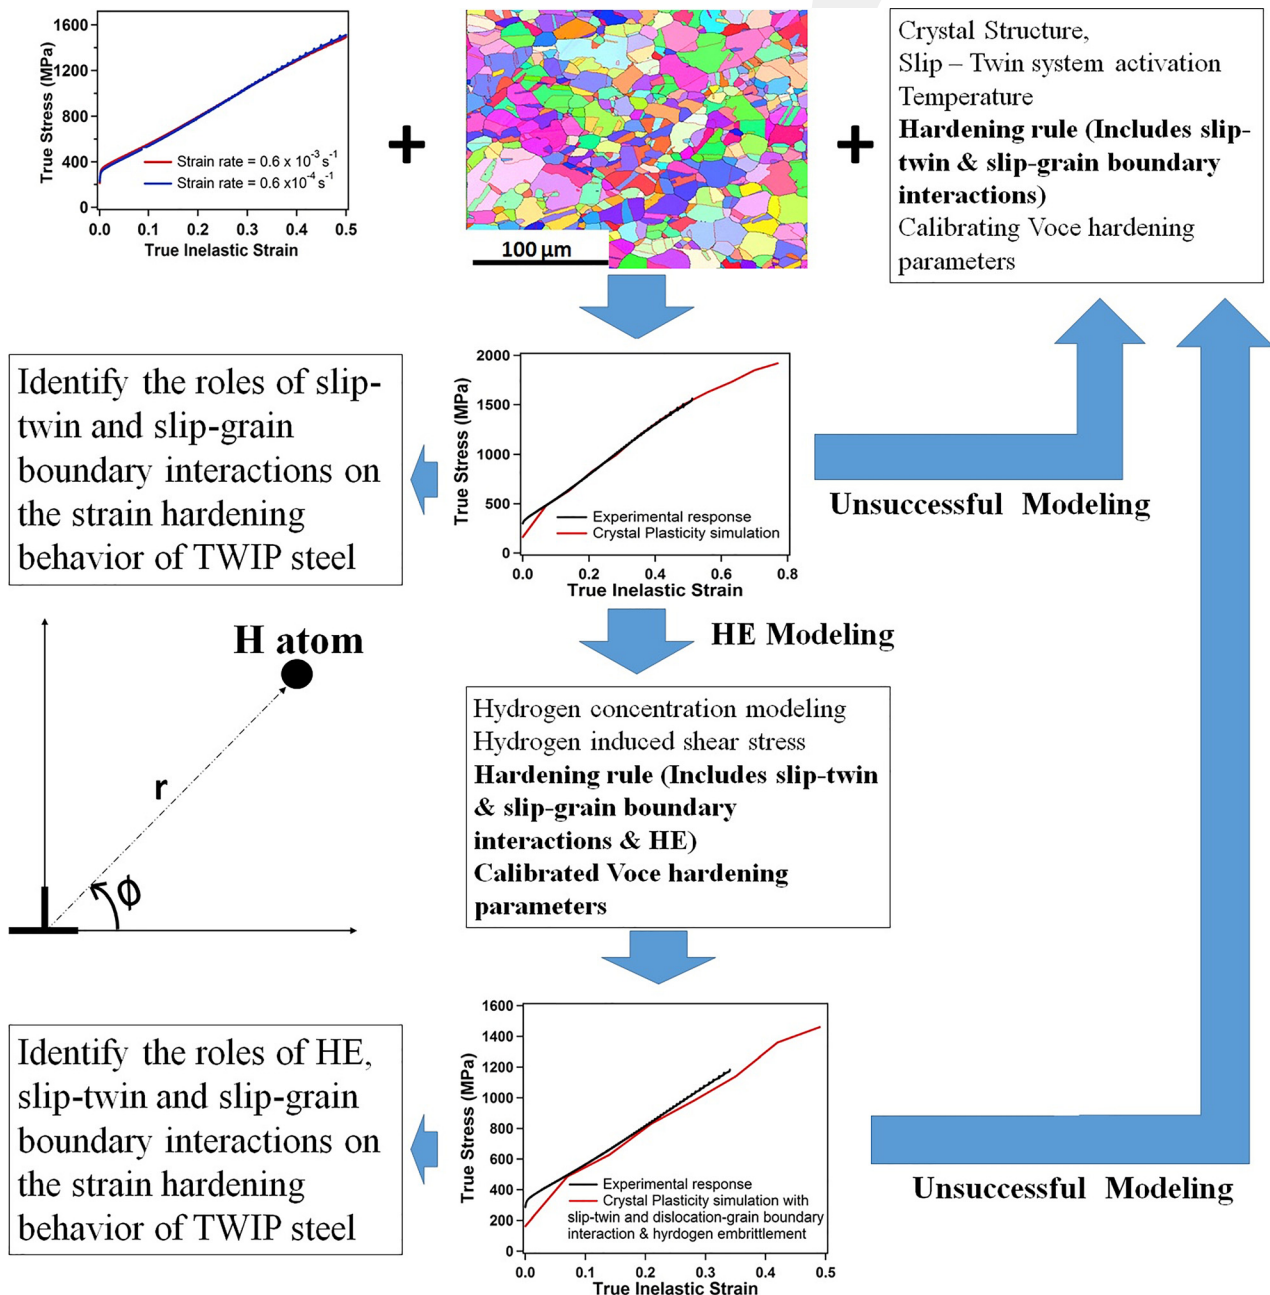 1600
1200
800
400
0
True Stress (MPa)
Strain rate = 0.6 x 10⁻³ s⁻¹
Strain rate = 0.6 x10⁻⁴ s⁻¹
0.0 0.1 0.2 0.3 0.4 0.5
True Inelastic Strain
+
100 µm
+
Crystal Structure,
Slip – Twin system activation
Temperature
Hardening rule (Includes slip-
twin & slip-grain boundary
interactions)
Calibrating Voce hardening
parameters
Identify the roles of slip-
twin and slip-grain
boundary interactions on
the strain hardening
behavior of TWIP steel
2000
1500
1000
500
0
True Stress (MPa)
Experimental response
Crystal Plasticity simulation
0.0 0.2 0.4 0.6 0.8
True Inelastic Strain
Unsuccessful Modeling
HE Modeling
H atom
r
ϕ
Hydrogen concentration modeling
Hydrogen induced shear stress
Hardening rule (Includes slip-twin
& slip-grain boundary
interactions & HE)
Calibrated Voce hardening
parameters
Identify the roles of HE,
slip-twin and slip-grain
boundary interactions on
the strain hardening
behavior of TWIP steel
1600
1400
1200
1000
800
600
400
200
0
True Stress (MPa)
Experimental response
Crystal Plasticity simulation with
slip-twin and dislocation-grain boundary
interaction & hyrdogen embrittlement
0.0 0.1 0.2 0.3 0.4 0.5
True Inelastic Strain
Unsuccessful Modeling